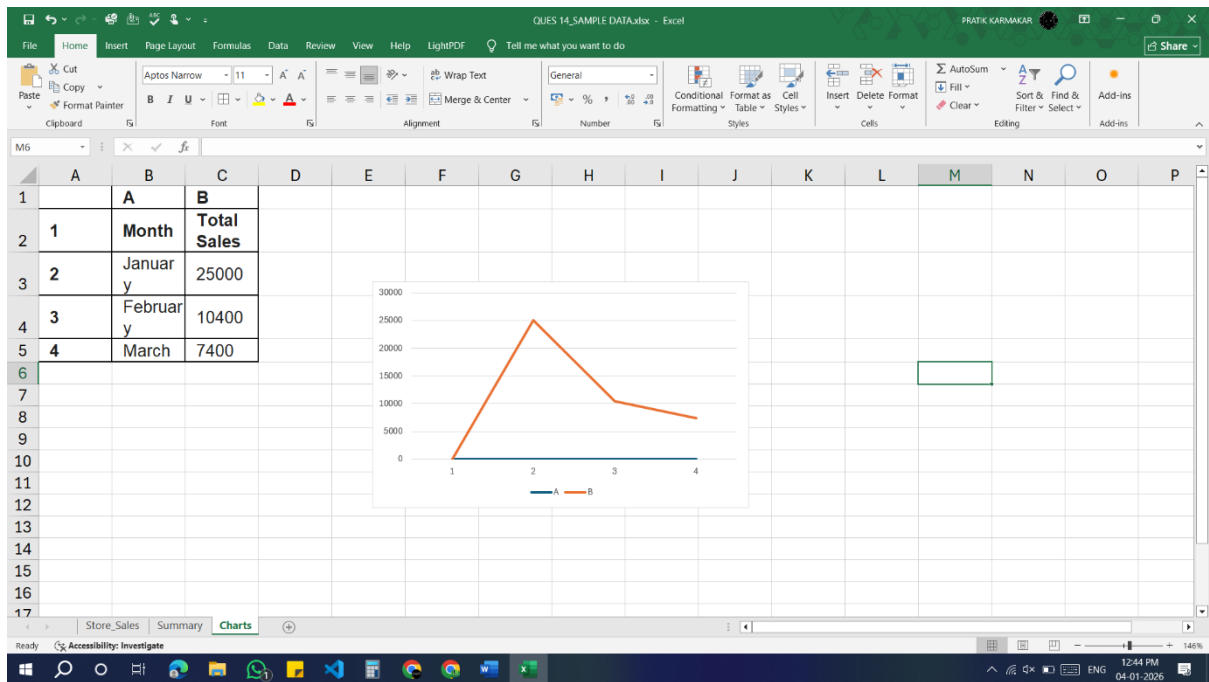 QUES 14_SAMPLE DATA.xlsx - Excel
PRATIK KARMAKAR
File Home Insert Page Layout Formulas Data Review View Help LightPDF Tell me what you want to do
Share
Paste
Cut
Copy
Format Painter
Clipboard
Aptos Narrow 11 A A
B I U A
Font
ab Wrap Text
Merge & Center
Alignment
General
% ,
Number
Conditional Formatting
Format as Table
Cell Styles
Styles
Insert Delete Format
Cells
AutoSum
Fill
Clear
Sort & Filter
Find & Select
Editing
Add-ins
Add-ins
M6 fx
A B C D E F G H I J K L M N O P
1 A B
2 1 Month Total Sales
3 2 January 25000
4 3 February 10400
5 4 March 7400
6
7
8
9
10
11
12
13
14
15
16
17
30000
25000
20000
15000
10000
5000
0
1 2 3 4
A B
Store_Sales Summary Charts
Ready Accessibility: Investigate
146%
ENG
12:44 PM
04-01-2026